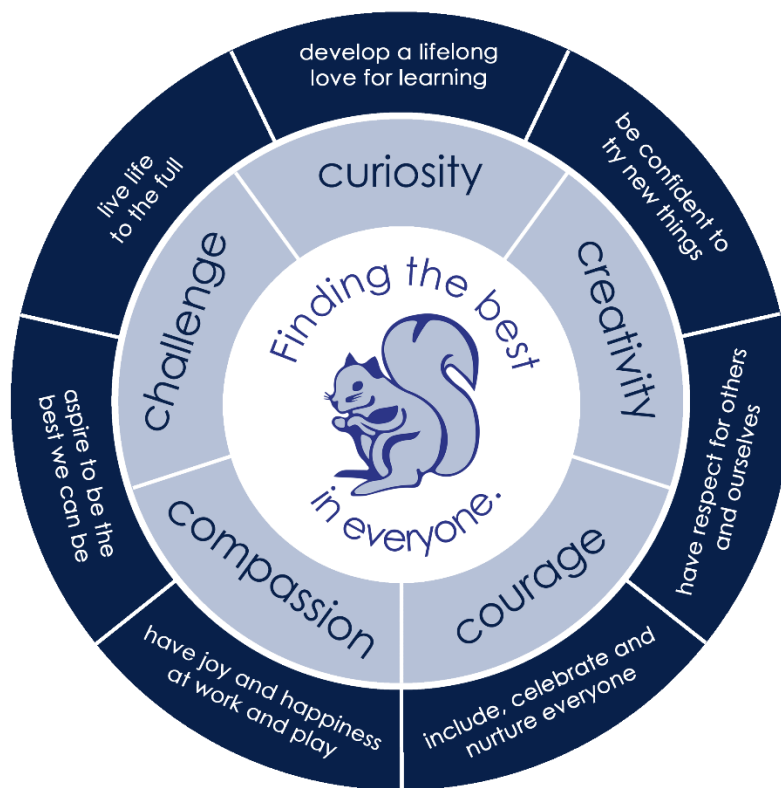 develop a lifelong
love for learning
be confident to
try new things
have respect for others
and ourselves
include, celebrate and
nurture everyone
have joy and happiness
at work and play
aspire to be the
best we can be
live life
to the full
curiosity
creativity
courage
compassion
challenge
Finding the best
in everyone.